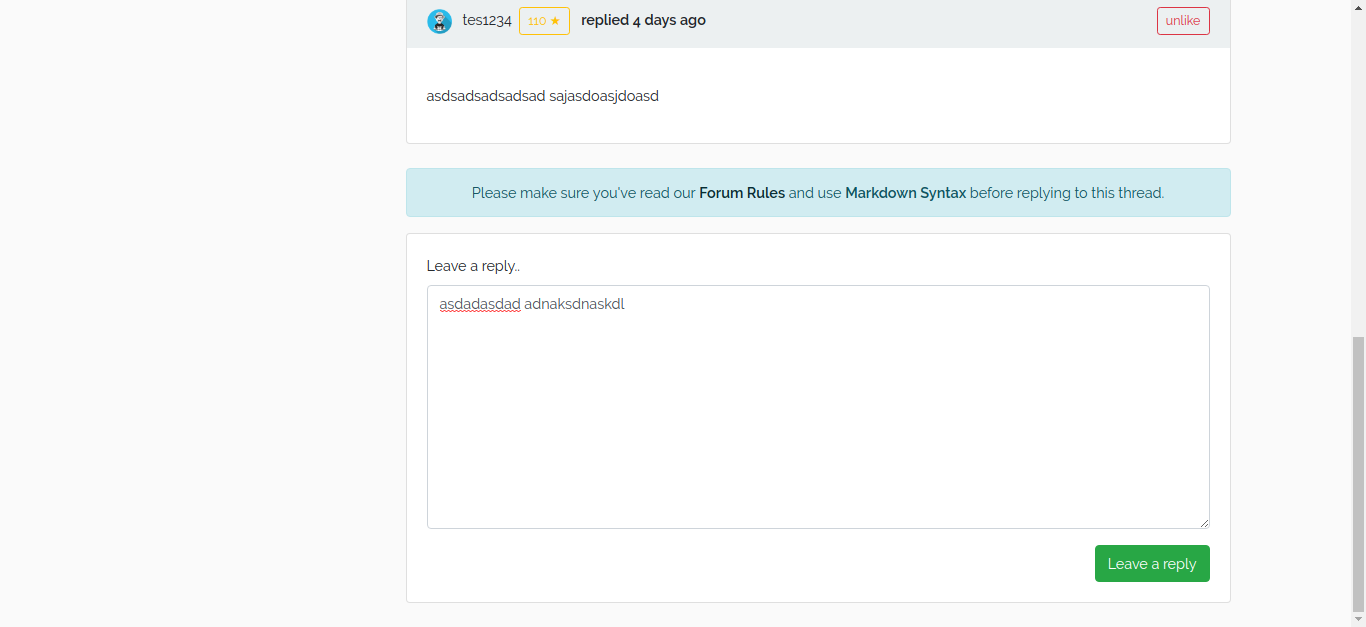 tes1234 110 ★ replied 4 days ago unlike
asdsadsadsadsad sajasdoasjdoasd
Please make sure you've read our Forum Rules and use Markdown Syntax before replying to this thread.
Leave a reply..
asdadasdad adnaksdnaskdl
Leave a reply